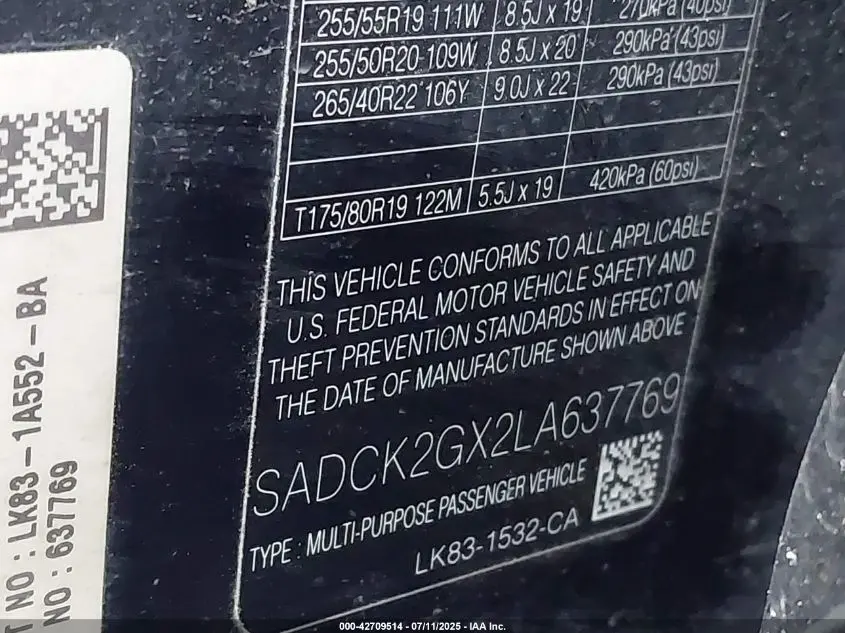 255/55R19 111W 8.5J x 19 270kPa (40psi)
255/50R20 109W 8.5J x 20 290kPa (43psi)
265/40R22 106Y 9.0J x 22 290kPa (43psi)
T175/80R19 122M 5.5J x 19 420kPa (60psi)
THIS VEHICLE CONFORMS TO ALL APPLICABLE
U.S. FEDERAL MOTOR VEHICLE SAFETY AND
THEFT PREVENTION STANDARDS IN EFFECT ON
THE DATE OF MANUFACTURE SHOWN ABOVE
SADCK2GX2LA637769
TYPE : MULTI-PURPOSE PASSENGER VEHICLE
LK83-1532-CA
T NO : LK83-1A552-BA
NO : 637769
000-42709514 - 07/11/2025 - IAA Inc.